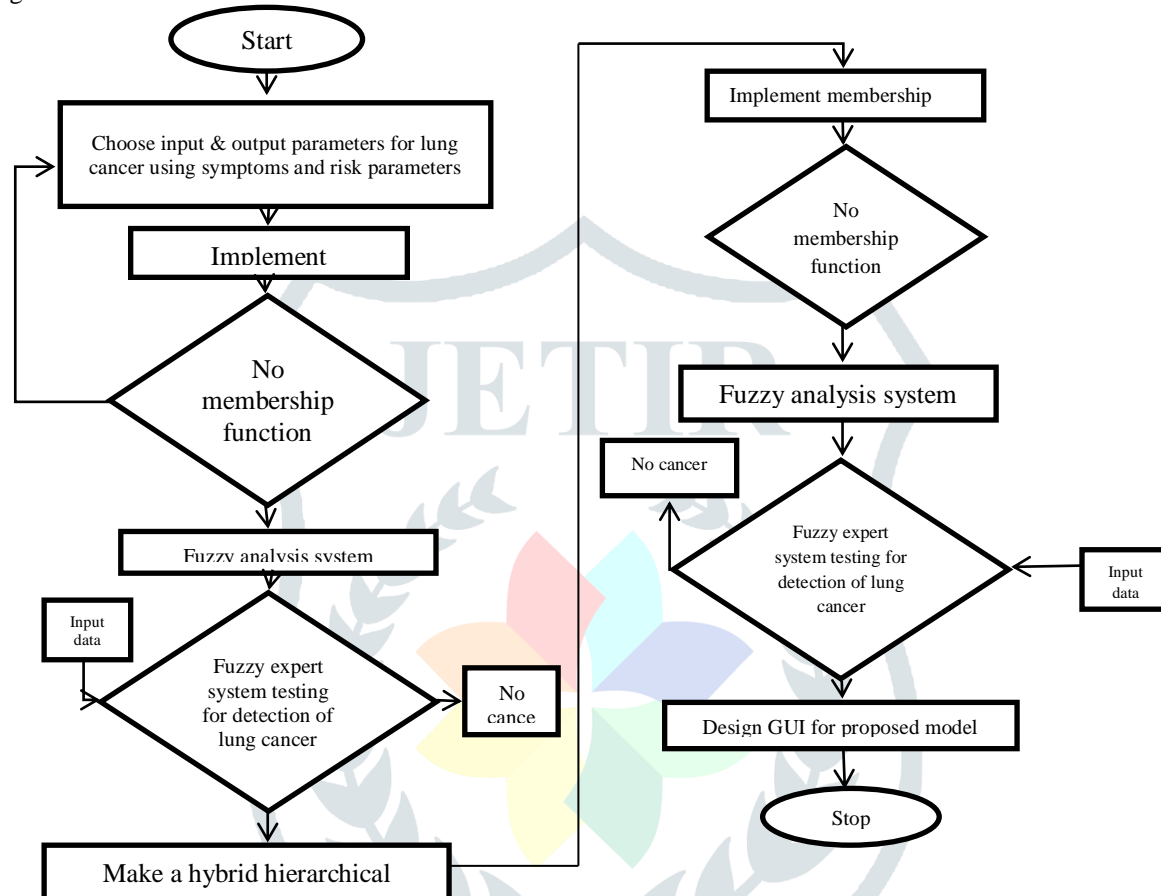 Start
Choose input & output parameters for lung
cancer using symptoms and risk parameters
Implement
No
membership
function
Fuzzy analysis system
Input
data
Fuzzy expert
system testing
for detection of
lung cancer
No
cance
Make a hybrid hierarchical
Implement membership
No
membership
function
Fuzzy analysis system
No cancer
Fuzzy expert
system testing for
detection of lung
cancer
Input
data
Design GUI for proposed model
Stop
JETIR